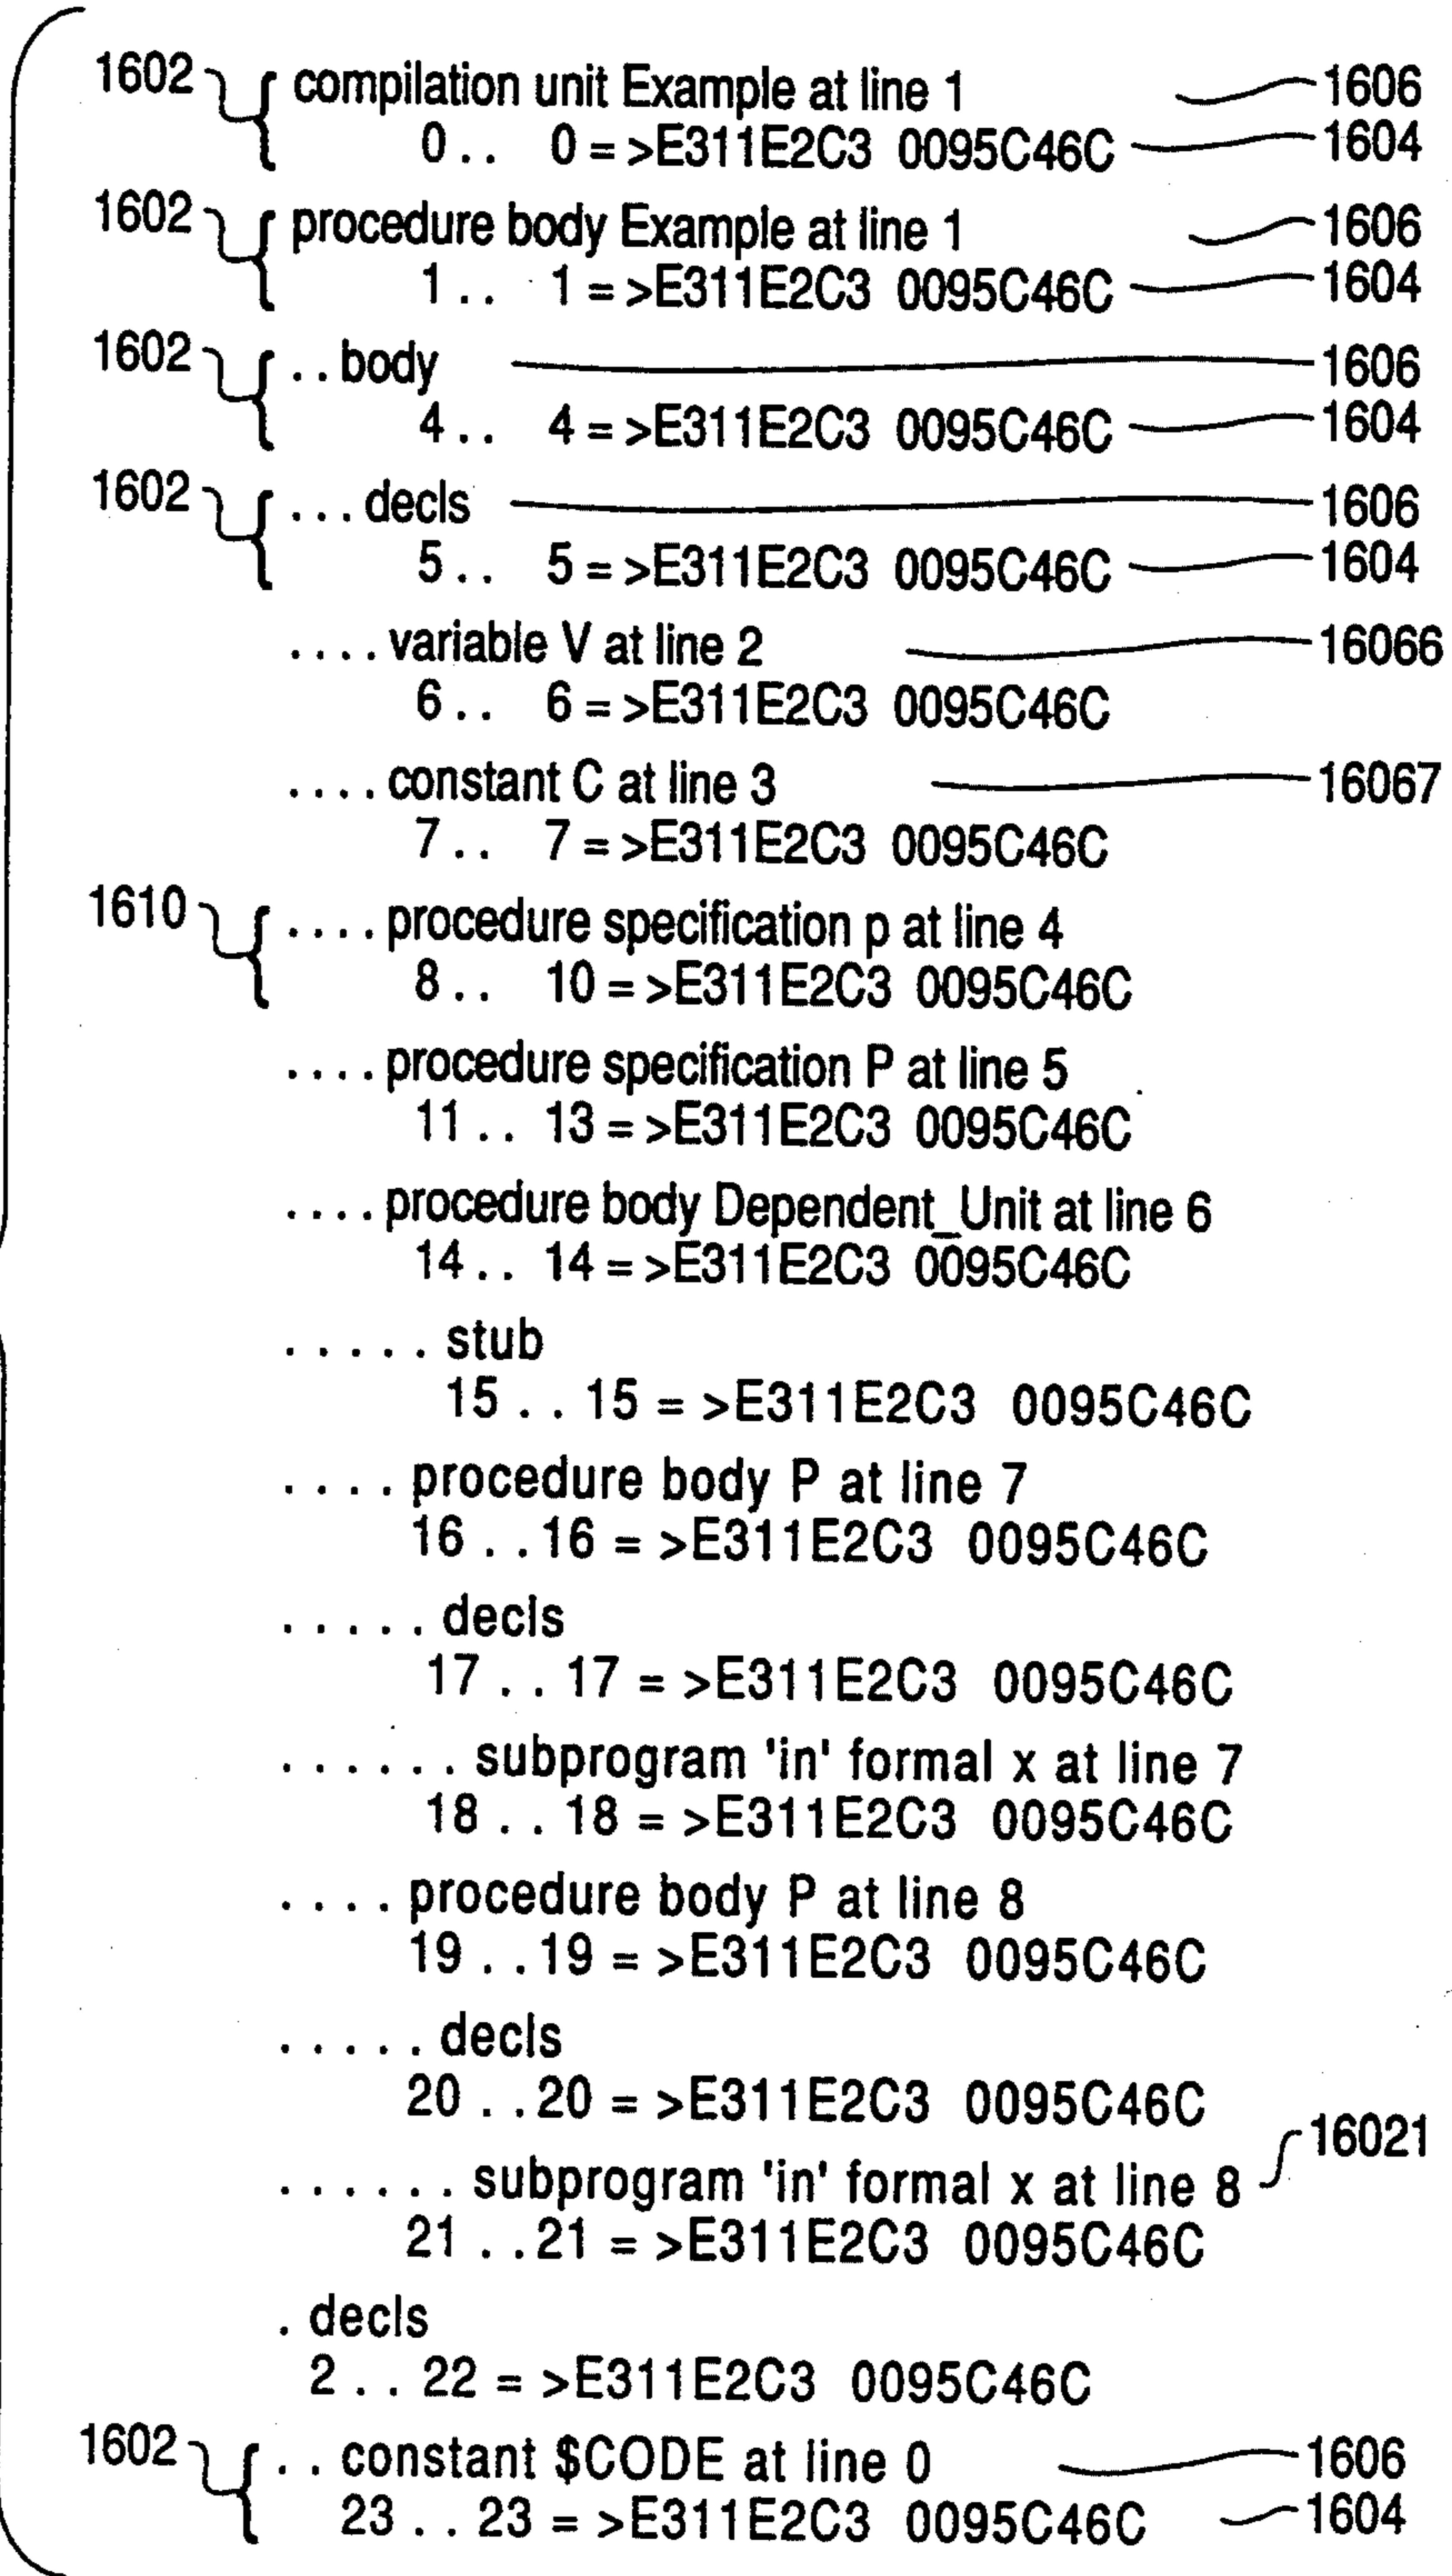 1602 compilation unit Example at line 1 1606
0 . . 0 = >E311E2C3 0095C46C 1604
1602 procedure body Example at line 1 1606
1 . . 1 = >E311E2C3 0095C46C 1604
1602 . . body 1606
4 . . 4 = >E311E2C3 0095C46C 1604
1602 . . . decls 1606
5 . . 5 = >E311E2C3 0095C46C 1604
. . . . variable V at line 2 16066
6 . . 6 = >E311E2C3 0095C46C
. . . . constant C at line 3 16067
7 . . 7 = >E311E2C3 0095C46C
1610 . . . . procedure specification p at line 4
8 . . 10 = >E311E2C3 0095C46C
. . . . procedure specification P at line 5
11 . . 13 = >E311E2C3 0095C46C
. . . . procedure body Dependent_Unit at line 6
14 . . 14 = >E311E2C3 0095C46C
. . . . . stub
15 . . 15 = >E311E2C3 0095C46C
. . . . procedure body P at line 7
16 . . 16 = >E311E2C3 0095C46C
. . . . . decls
17 . . 17 = >E311E2C3 0095C46C
. . . . . . subprogram 'in' formal x at line 7
18 . . 18 = >E311E2C3 0095C46C
. . . . procedure body P at line 8
19 . . 19 = >E311E2C3 0095C46C
. . . . . decls
20 . . 20 = >E311E2C3 0095C46C
. . . . . . subprogram 'in' formal x at line 8 16021
21 . . 21 = >E311E2C3 0095C46C
. decls
2 . . 22 = >E311E2C3 0095C46C
1602 . . constant $CODE at line 0 1606
23 . . 23 = >E311E2C3 0095C46C 1604